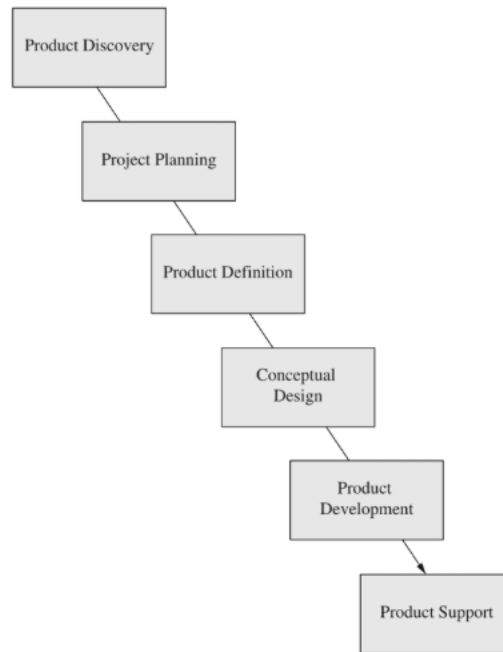 Product Discovery
Project Planning
Product Definition
Conceptual
Design
Product
Development
Product Support